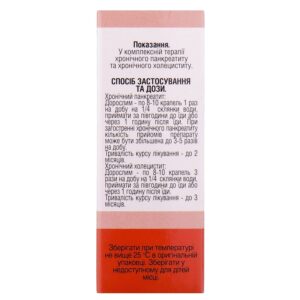 Показання.
У комплексній терапії
хронічного панкреатиту
та хронічного холециститу.
СПОСІБ ЗАСТОСУВАННЯ
ТА ДОЗИ.
Хронічний панкреатит:
Дорослим - по 8-10 крапель 1 раз
на добу на 1/4 склянки води,
приймати за півгодини до їди або
через 1 годину після їди. При
загостренні хронічного панкреатиту
кількість прийомів препарату
може бути збільшена до 3-5 разів
на добу.
Тривалість курсу лікування - до 2
місяців.
Хронічний холецистит:
Дорослим - по 8-10 крапель 3
рази на добу на 1/4 склянки води,
приймати за півгодини до їди або
через 1 годину після їди.
Тривалість курсу лікування - до 3
місяців.
Зберігати при температурі
не вище 25 °С в оригінальній
упаковці. Зберігати у
недоступному для дітей
місці.